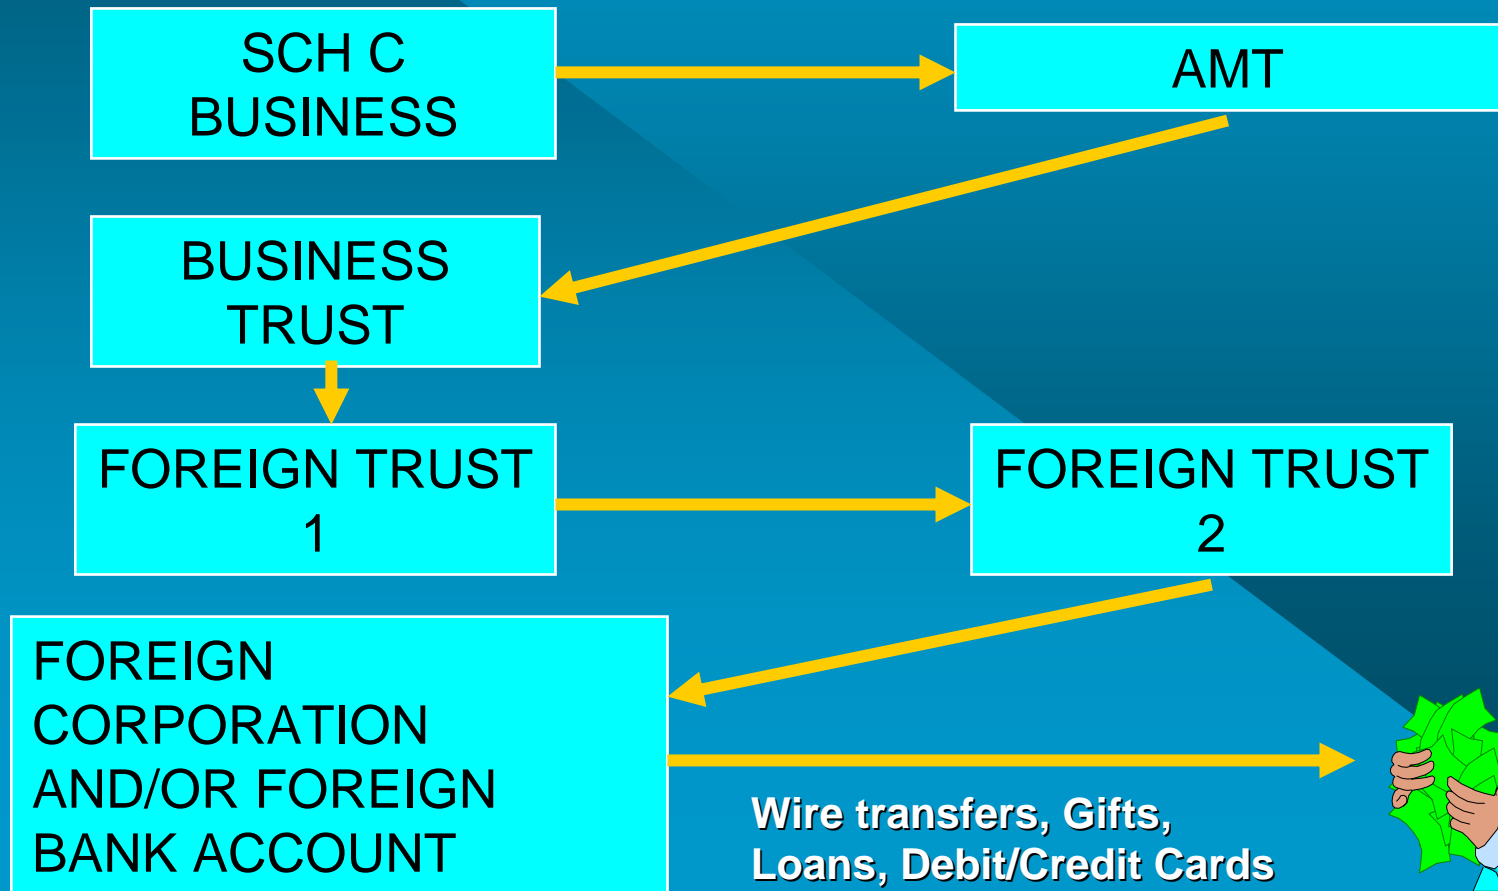 SCH C
BUSINESS
AMT
BUSINESS
TRUST
FOREIGN TRUST
1
FOREIGN TRUST
2
FOREIGN
CORPORATION
AND/OR FOREIGN
BANK ACCOUNT
Wire transfers, Gifts,
Loans, Debit/Credit Cards